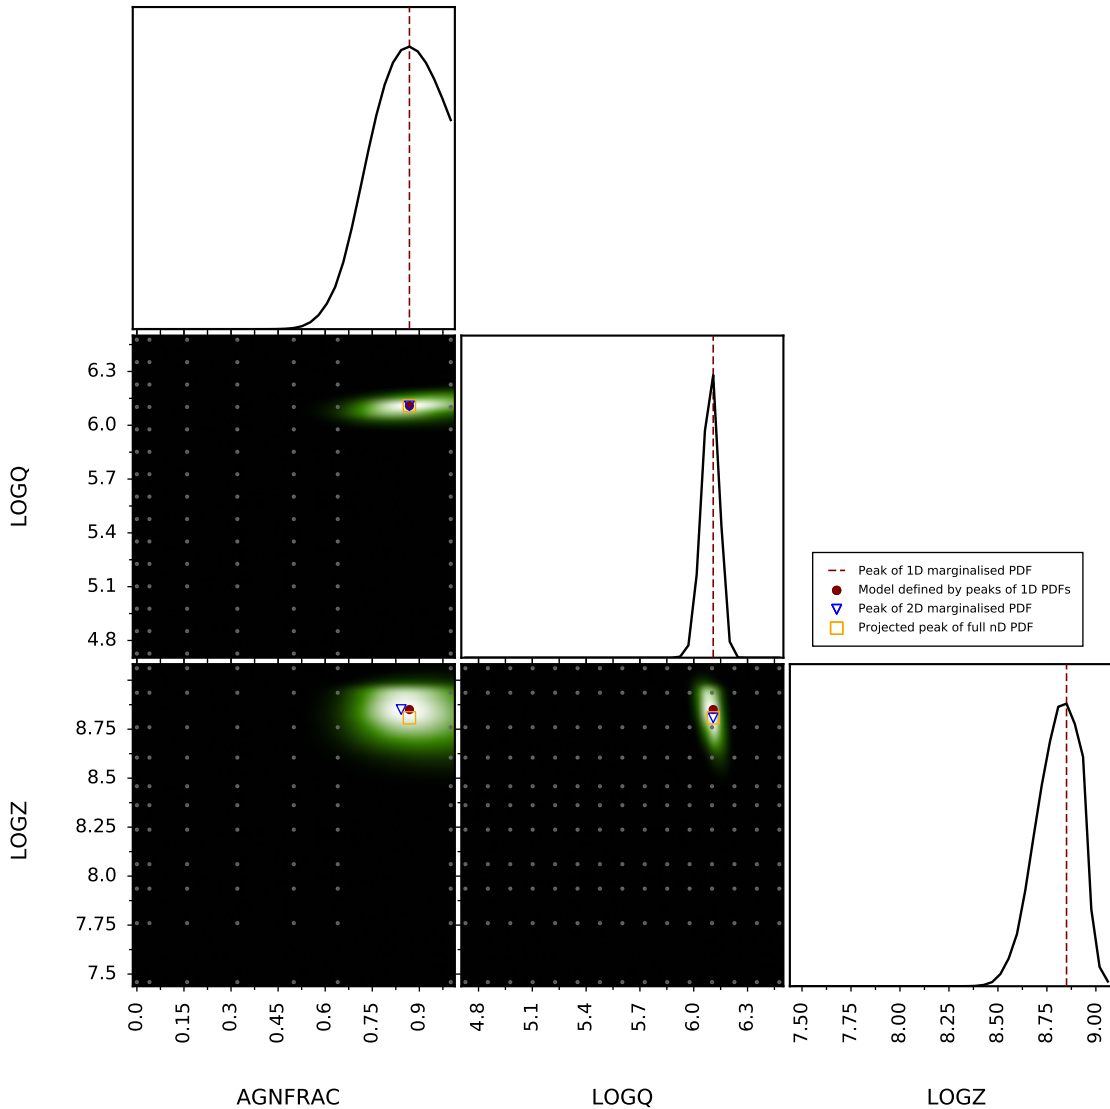 6.3
6.0
5.7
5.4
5.1
4.8
LOGQ
Peak of 1D marginalised PDF
Model defined by peaks of 1D PDFs
Peak of 2D marginalised PDF
Projected peak of full nD PDF
8.75
8.5
8.25
8.0
7.75
7.5
LOGZ
0.0 0.15 0.3 0.45 0.6 0.75 0.9
4.8 5.1 5.4 5.7 6.0 6.3
7.50 7.75 8.00 8.25 8.50 8.75 9.00
AGNFRAC
LOGQ
LOGZ